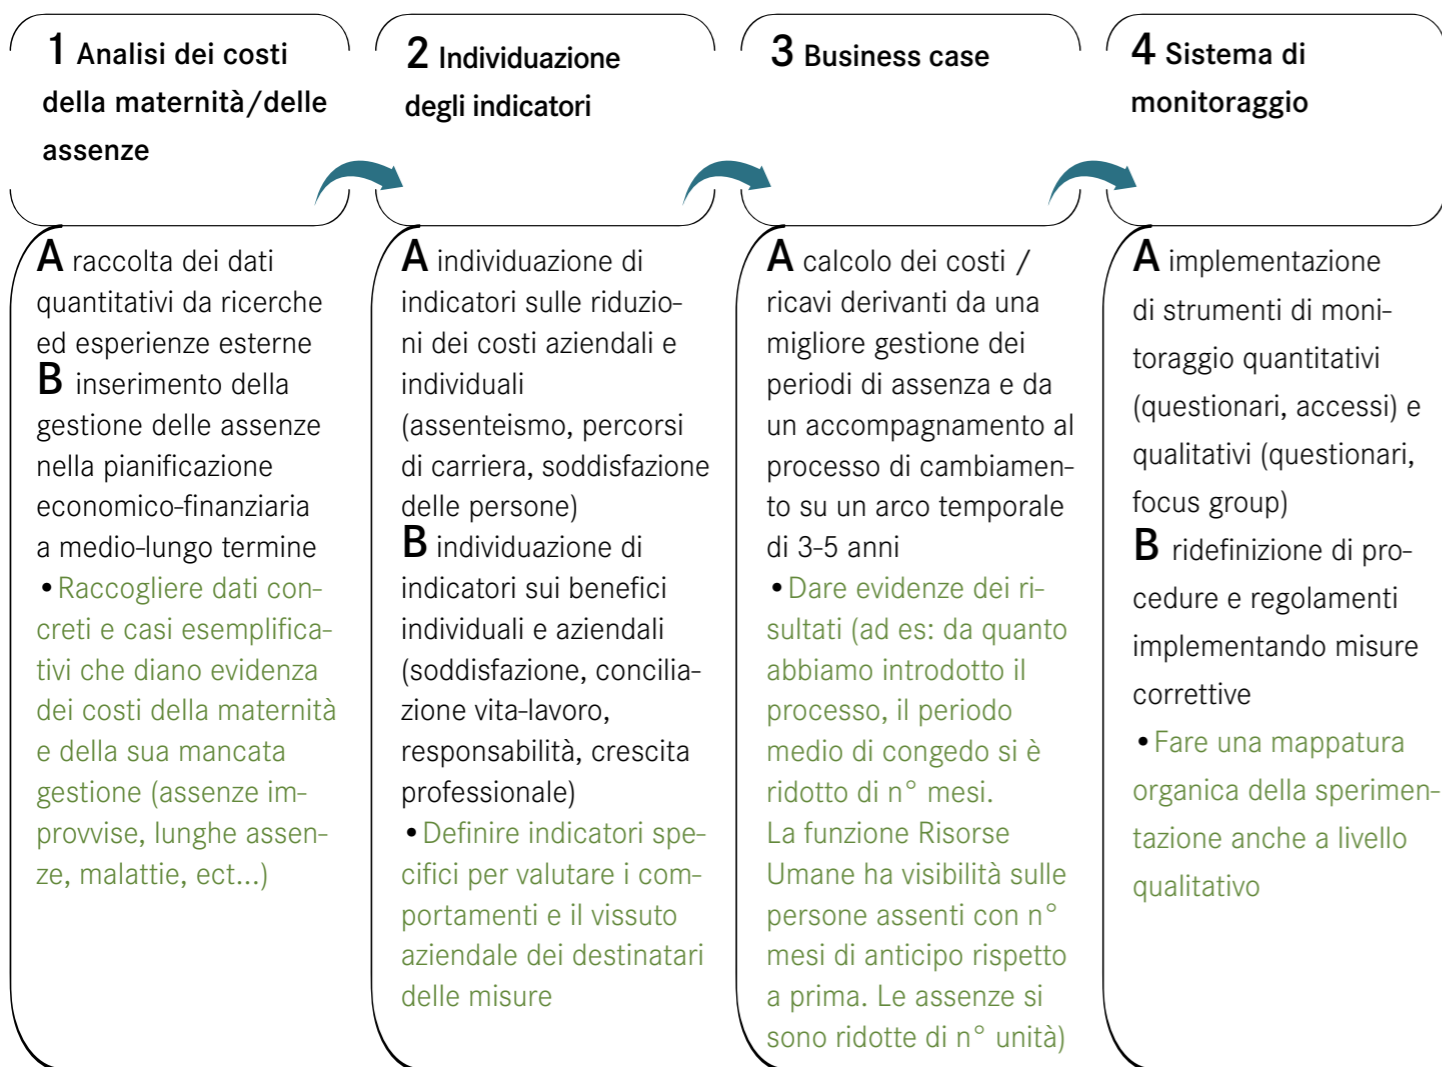 1 Analisi dei costi
della maternità/delle
assenze
A raccolta dei dati
quantitativi da ricerche
ed esperienze esterne
B inserimento della
gestione delle assenze
nella pianificazione
economico-finanziaria
a medio-lungo termine
•Raccogliere dati con-
creti e casi esemplifica-
tivi che diano evidenza
dei costi della maternità
e della sua mancata
gestione (assenze im-
provvise, lunghe assen-
ze, malattie, ect...)
2 Individuazione
degli indicatori
A individuazione di
indicatori sulle riduzio-
ni dei costi aziendali e
individuali
(assenteismo, percorsi
di carriera, soddisfazione
delle persone)
B individuazione di
indicatori sui benefici
individuali e aziendali
(soddisfazione, concilia-
zione vita-lavoro,
responsabilità, crescita
professionale)
•Definire indicatori spe-
cifici per valutare i com-
portamenti e il vissuto
aziendale dei destinatari
delle misure
3 Business case
A calcolo dei costi /
ricavi derivanti da una
migliore gestione dei
periodi di assenza e da
un accompagnamento al
processo di cambiamen-
to su un arco temporale
di 3-5 anni
•Dare evidenze dei ri-
sultati (ad es: da quanto
abbiamo introdotto il
processo, il periodo
medio di congedo si è
ridotto di n° mesi.
La funzione Risorse
Umane ha visibilità sulle
persone assenti con n°
mesi di anticipo rispetto
a prima. Le assenze si
sono ridotte di n° unità)
4 Sistema di
monitoraggio
A implementazione
di strumenti di moni-
toraggio quantitativi
(questionari, accessi) e
qualitativi (questionari,
focus group)
B ridefinizione di pro-
cedure e regolamenti
implementando misure
correttive
•Fare una mappatura
organica della sperimen-
tazione anche a livello
qualitativo